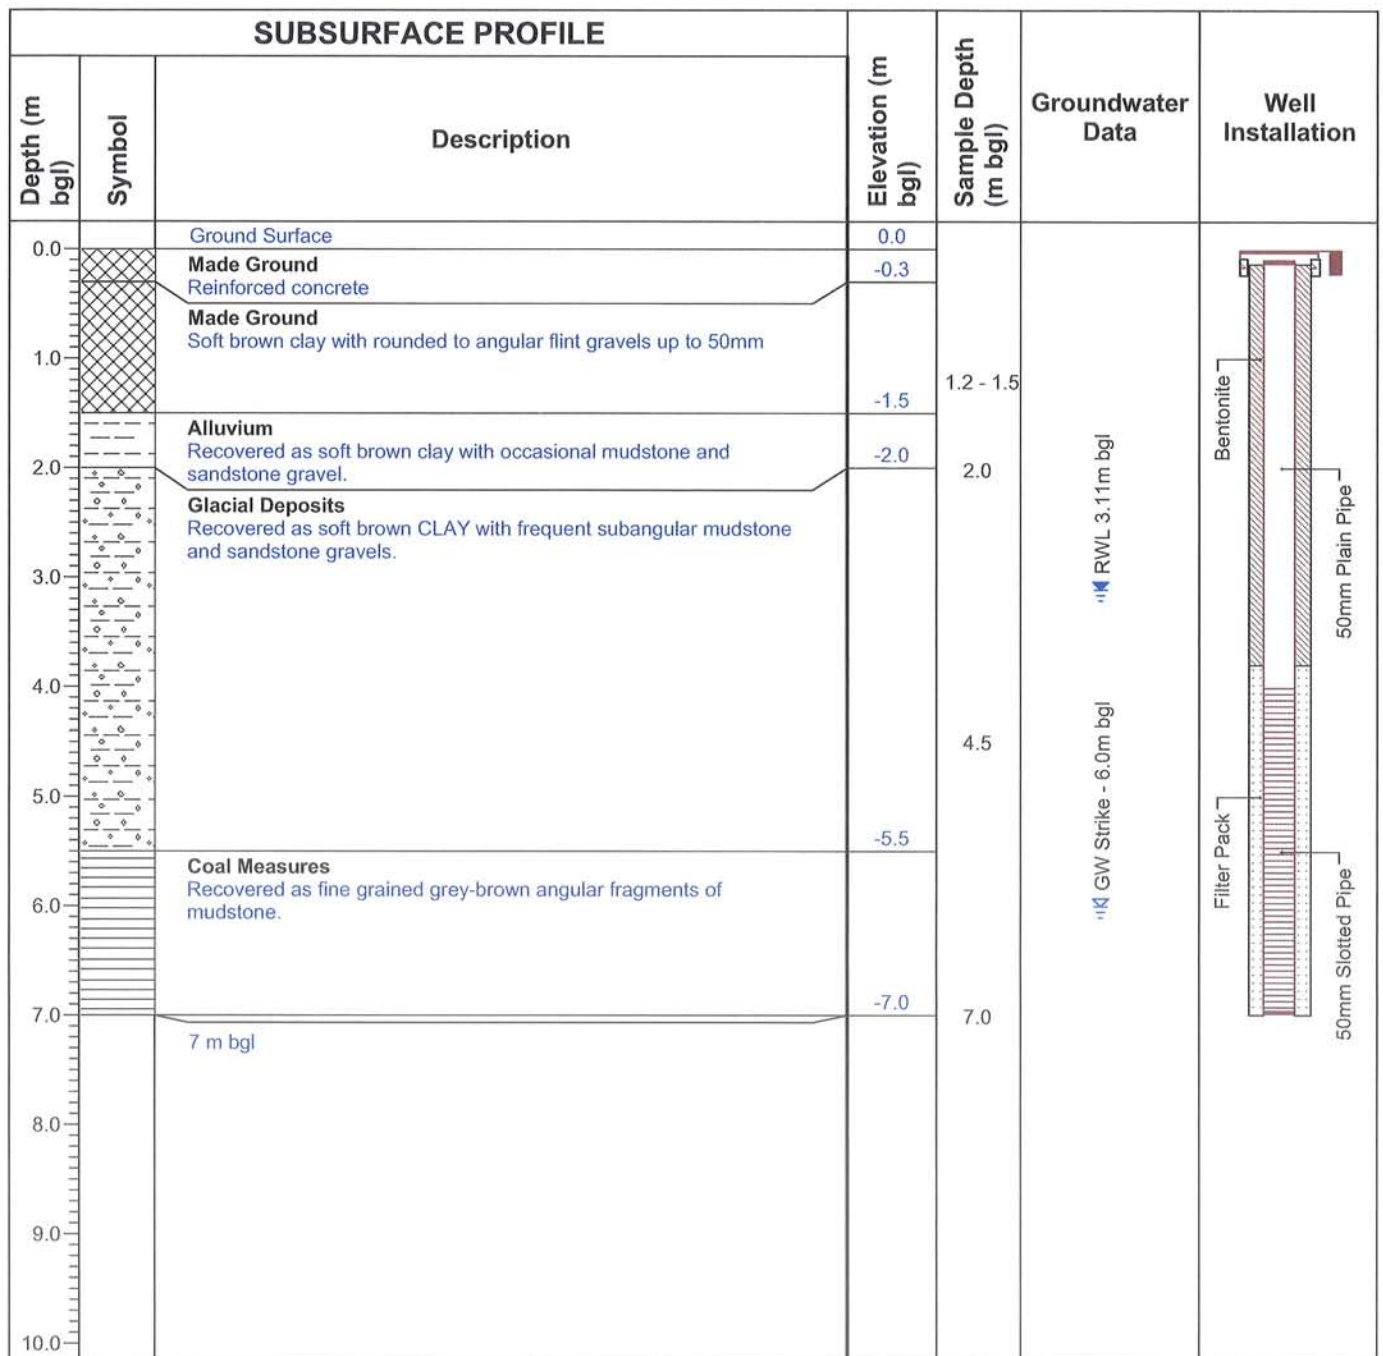 SUBSURFACE PROFILE
Depth (m
bgl)
Symbol
Description
Elevation (m
bgl)
Sample Depth
(m bgl)
Groundwater
Data
Well
Installation
Ground Surface
0.0
0.0
Made Ground
-0.3
Reinforced concrete
Made Ground
Soft brown clay with rounded to angular flint gravels up to 50mm
1.0
1.2 - 1.5
-1.5
Alluvium
Recovered as soft brown clay with occasional mudstone and
sandstone gravel.
-2.0
2.0
2.0
Glacial Deposits
Recovered as soft brown CLAY with frequent subangular mudstone
and sandstone gravels.
3.0
4.0
4.5
5.0
-5.5
Coal Measures
Recovered as fine grained grey-brown angular fragments of
mudstone.
6.0
-7.0
7.0
7.0
7 m bgl
8.0
9.0
10.0
RWL 3.11m bgl
GW Strike - 6.0m bgl
Bentonite
50mm Plain Pipe
Filter Pack
50mm Slotted Pipe